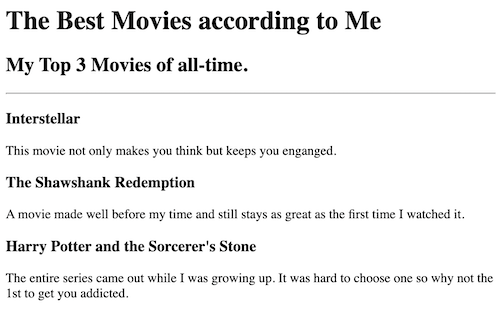 The Best Movies according to Me
My Top 3 Movies of all-time.
Interstellar
This movie not only makes you think but keeps you enganged.
The Shawshank Redemption
A movie made well before my time and still stays as great as the first time I watched it.
Harry Potter and the Sorcerer's Stone
The entire series came out while I was growing up. It was hard to choose one so why not the
1st to get you addicted.